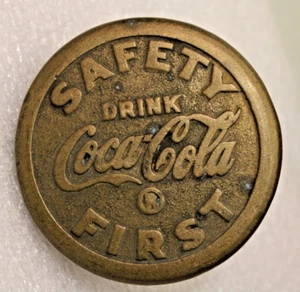 SAFETY
DRINK
Coca-Cola
®
FIRST